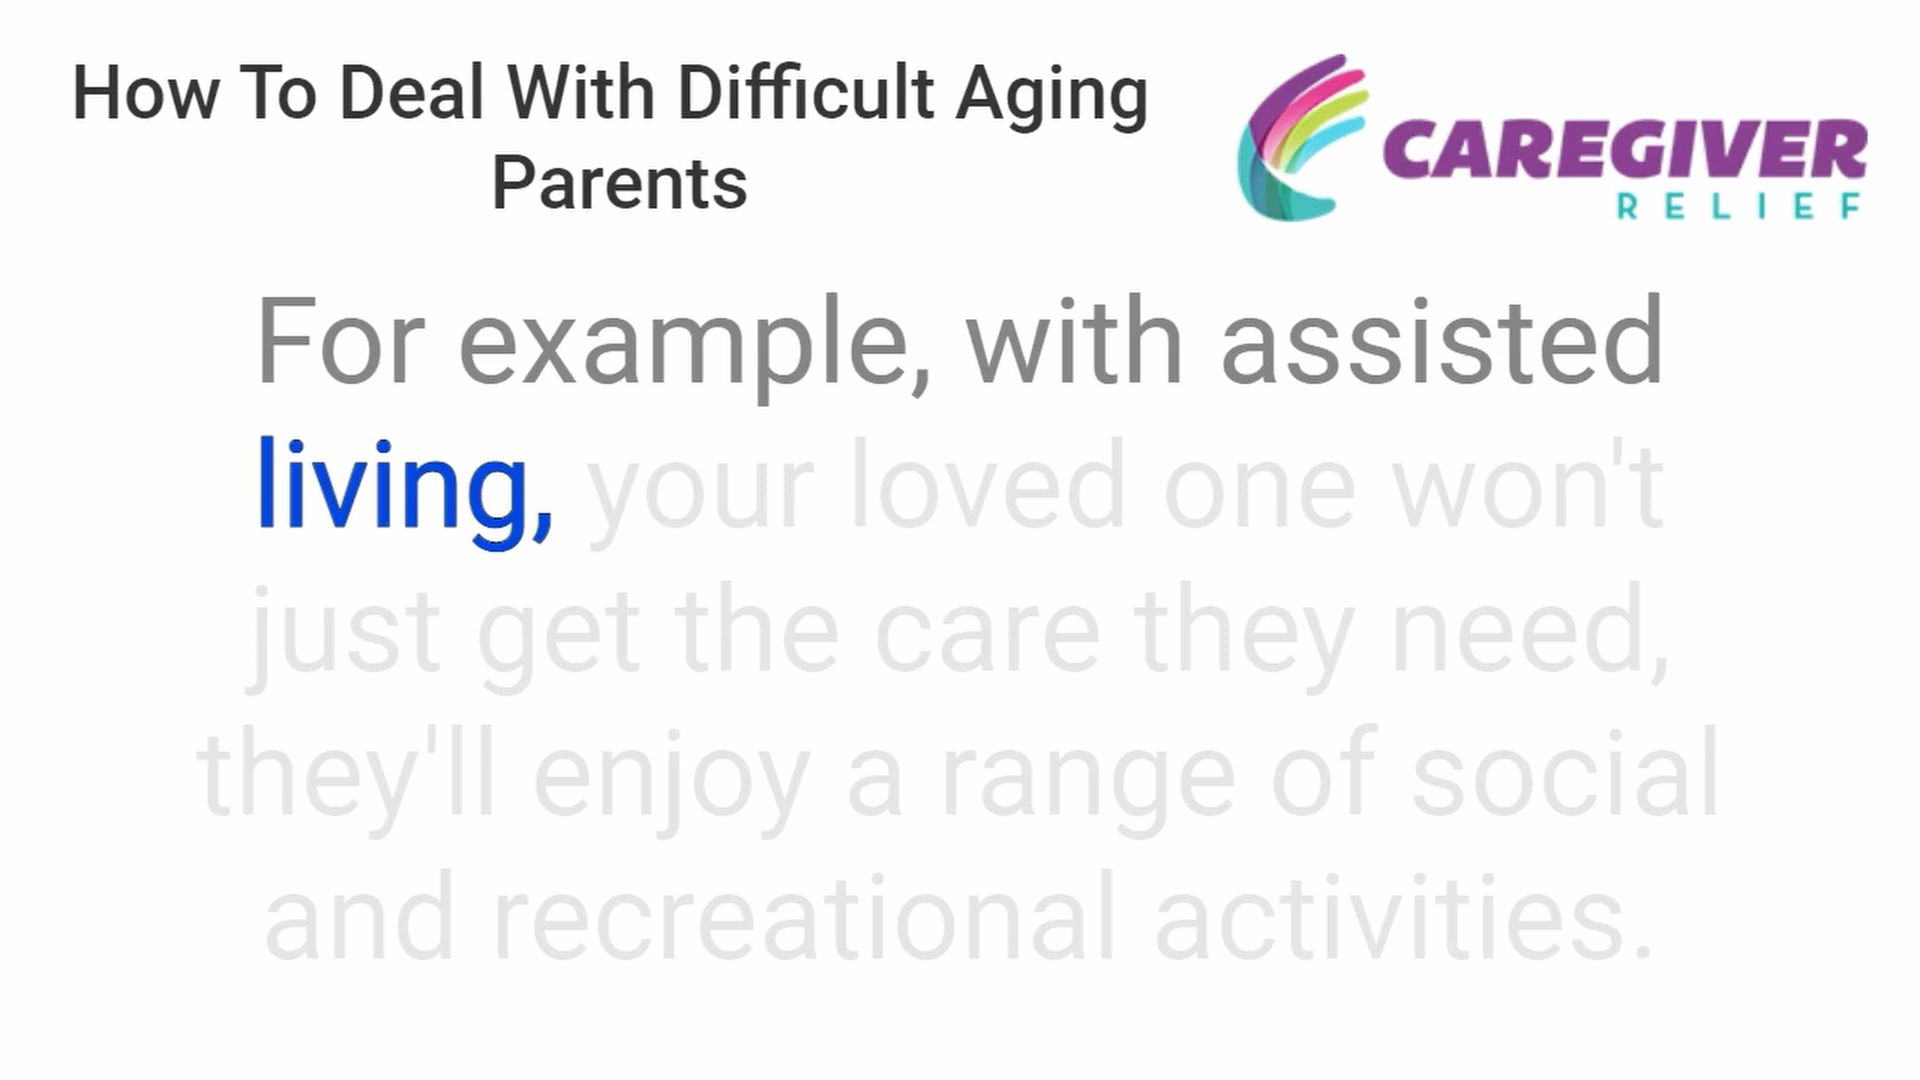 How To Deal With Difficult Aging
Parents
CAREGIVER
RELIEF
For example, with assisted
living, your loved one won't
just get the care they need,
they'll enjoy a range of social
and recreational activities.